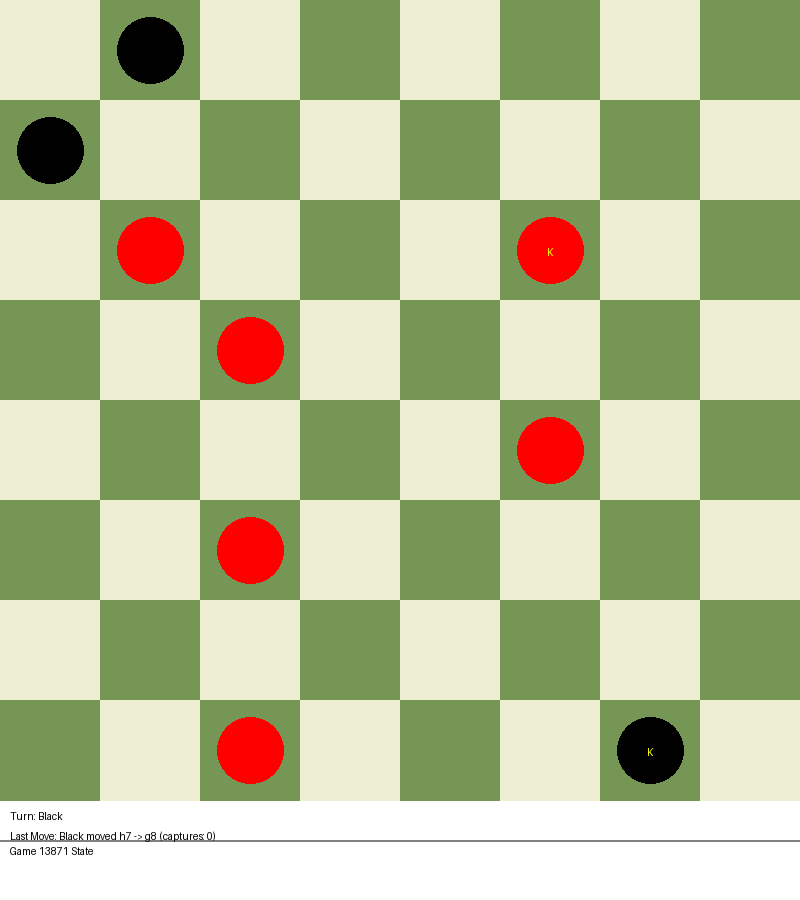 K
K
Turn: Black
Last Move: Black moved h7 -> g8 (captures: 0)
Game 13871 State